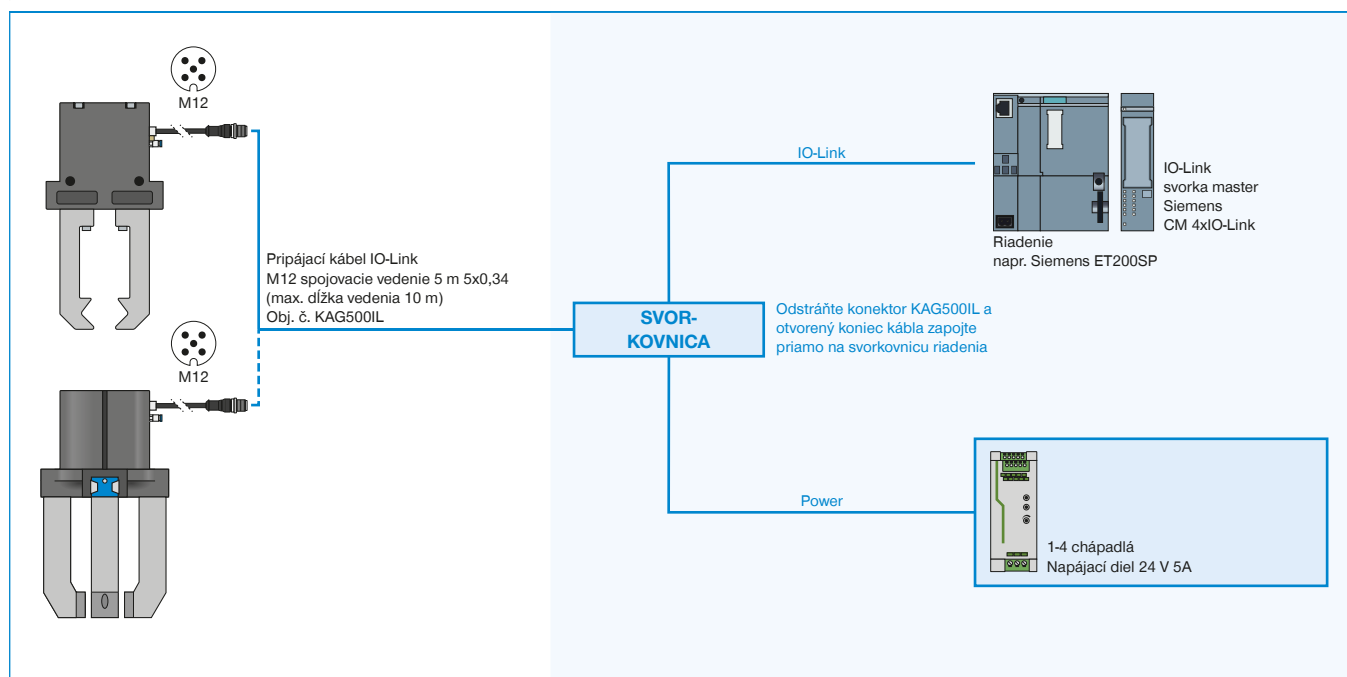 M12
Pripájací kábel IO-Link
M12 spojovacie vedenie 5 m 5x0,34
(max. dĺžka vedenia 10 m)
Obj. č. KAG500IL
M12
IO-Link
IO-Link
svorka master
Siemens
CM 4xIO-Link
Riadenie
napr. Siemens ET200SP
SVOR-
KOVNICA
Odstráňte konektor KAG500IL a
otvorený koniec kábla zapojte
priamo na svorkovnicu riadenia
Power
1-4 chápadlá
Napájací diel 24 V 5A